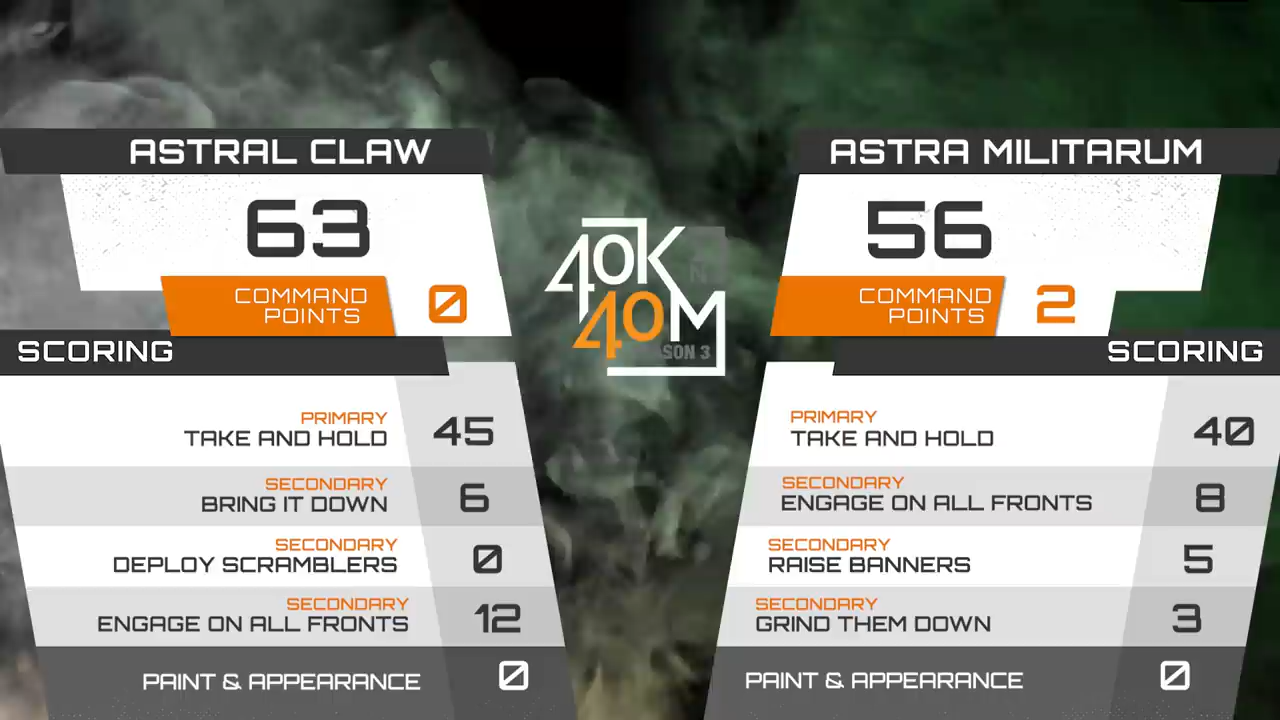 ASTRAL CLAW
63
COMMAND
POINTS
0
SCORING
PRIMARY
TAKE AND HOLD
45
SECONDARY
BRING IT DOWN
6
SECONDARY
DEPLOY SCRAMBLERS
0
SECONDARY
ENGAGE ON ALL FRONTS
12
PAINT & APPEARANCE
0
40K
IN
40M
SON 3
ASTRA MILITARUM
56
COMMAND
POINTS
2
SCORING
PRIMARY
TAKE AND HOLD
40
SECONDARY
ENGAGE ON ALL FRONTS
8
SECONDARY
RAISE BANNERS
5
SECONDARY
GRIND THEM DOWN
3
PAINT & APPEARANCE
0